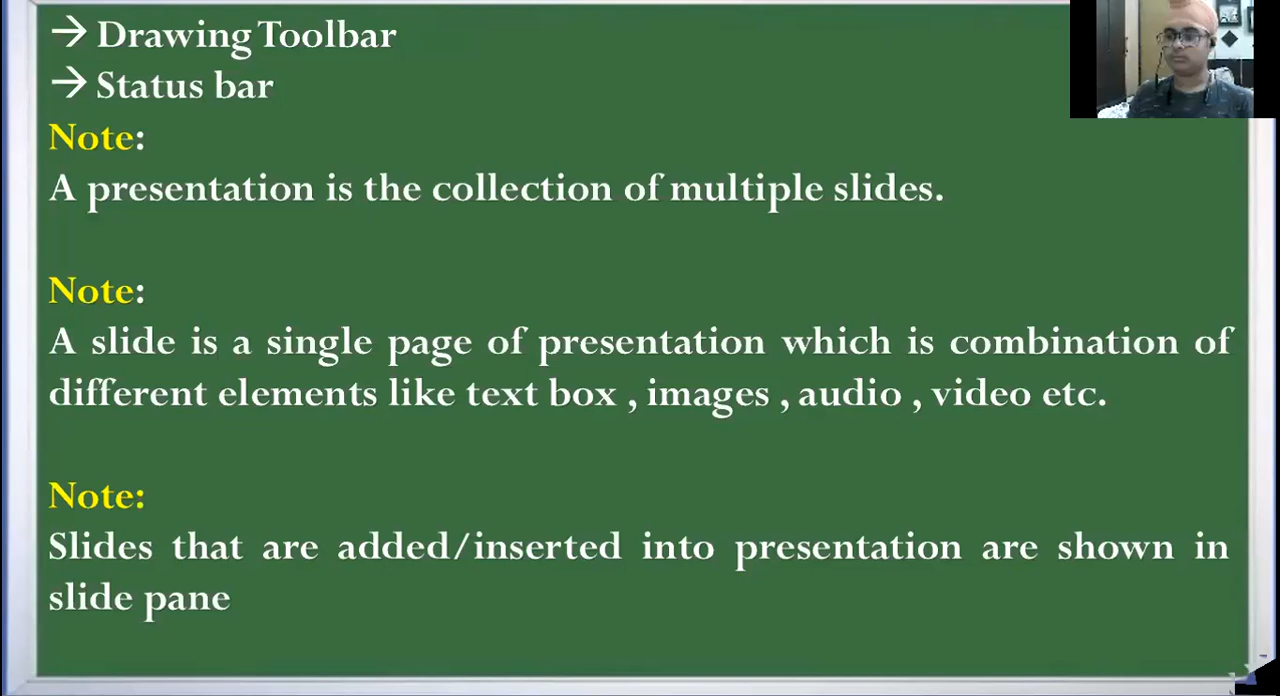 → Drawing Toolbar
→ Status bar
Note:
A presentation is the collection of multiple slides.
Note:
A slide is a single page of presentation which is combination of
different elements like text box , images , audio , video etc.
Note:
Slides that are added/inserted into presentation are shown in
slide pane